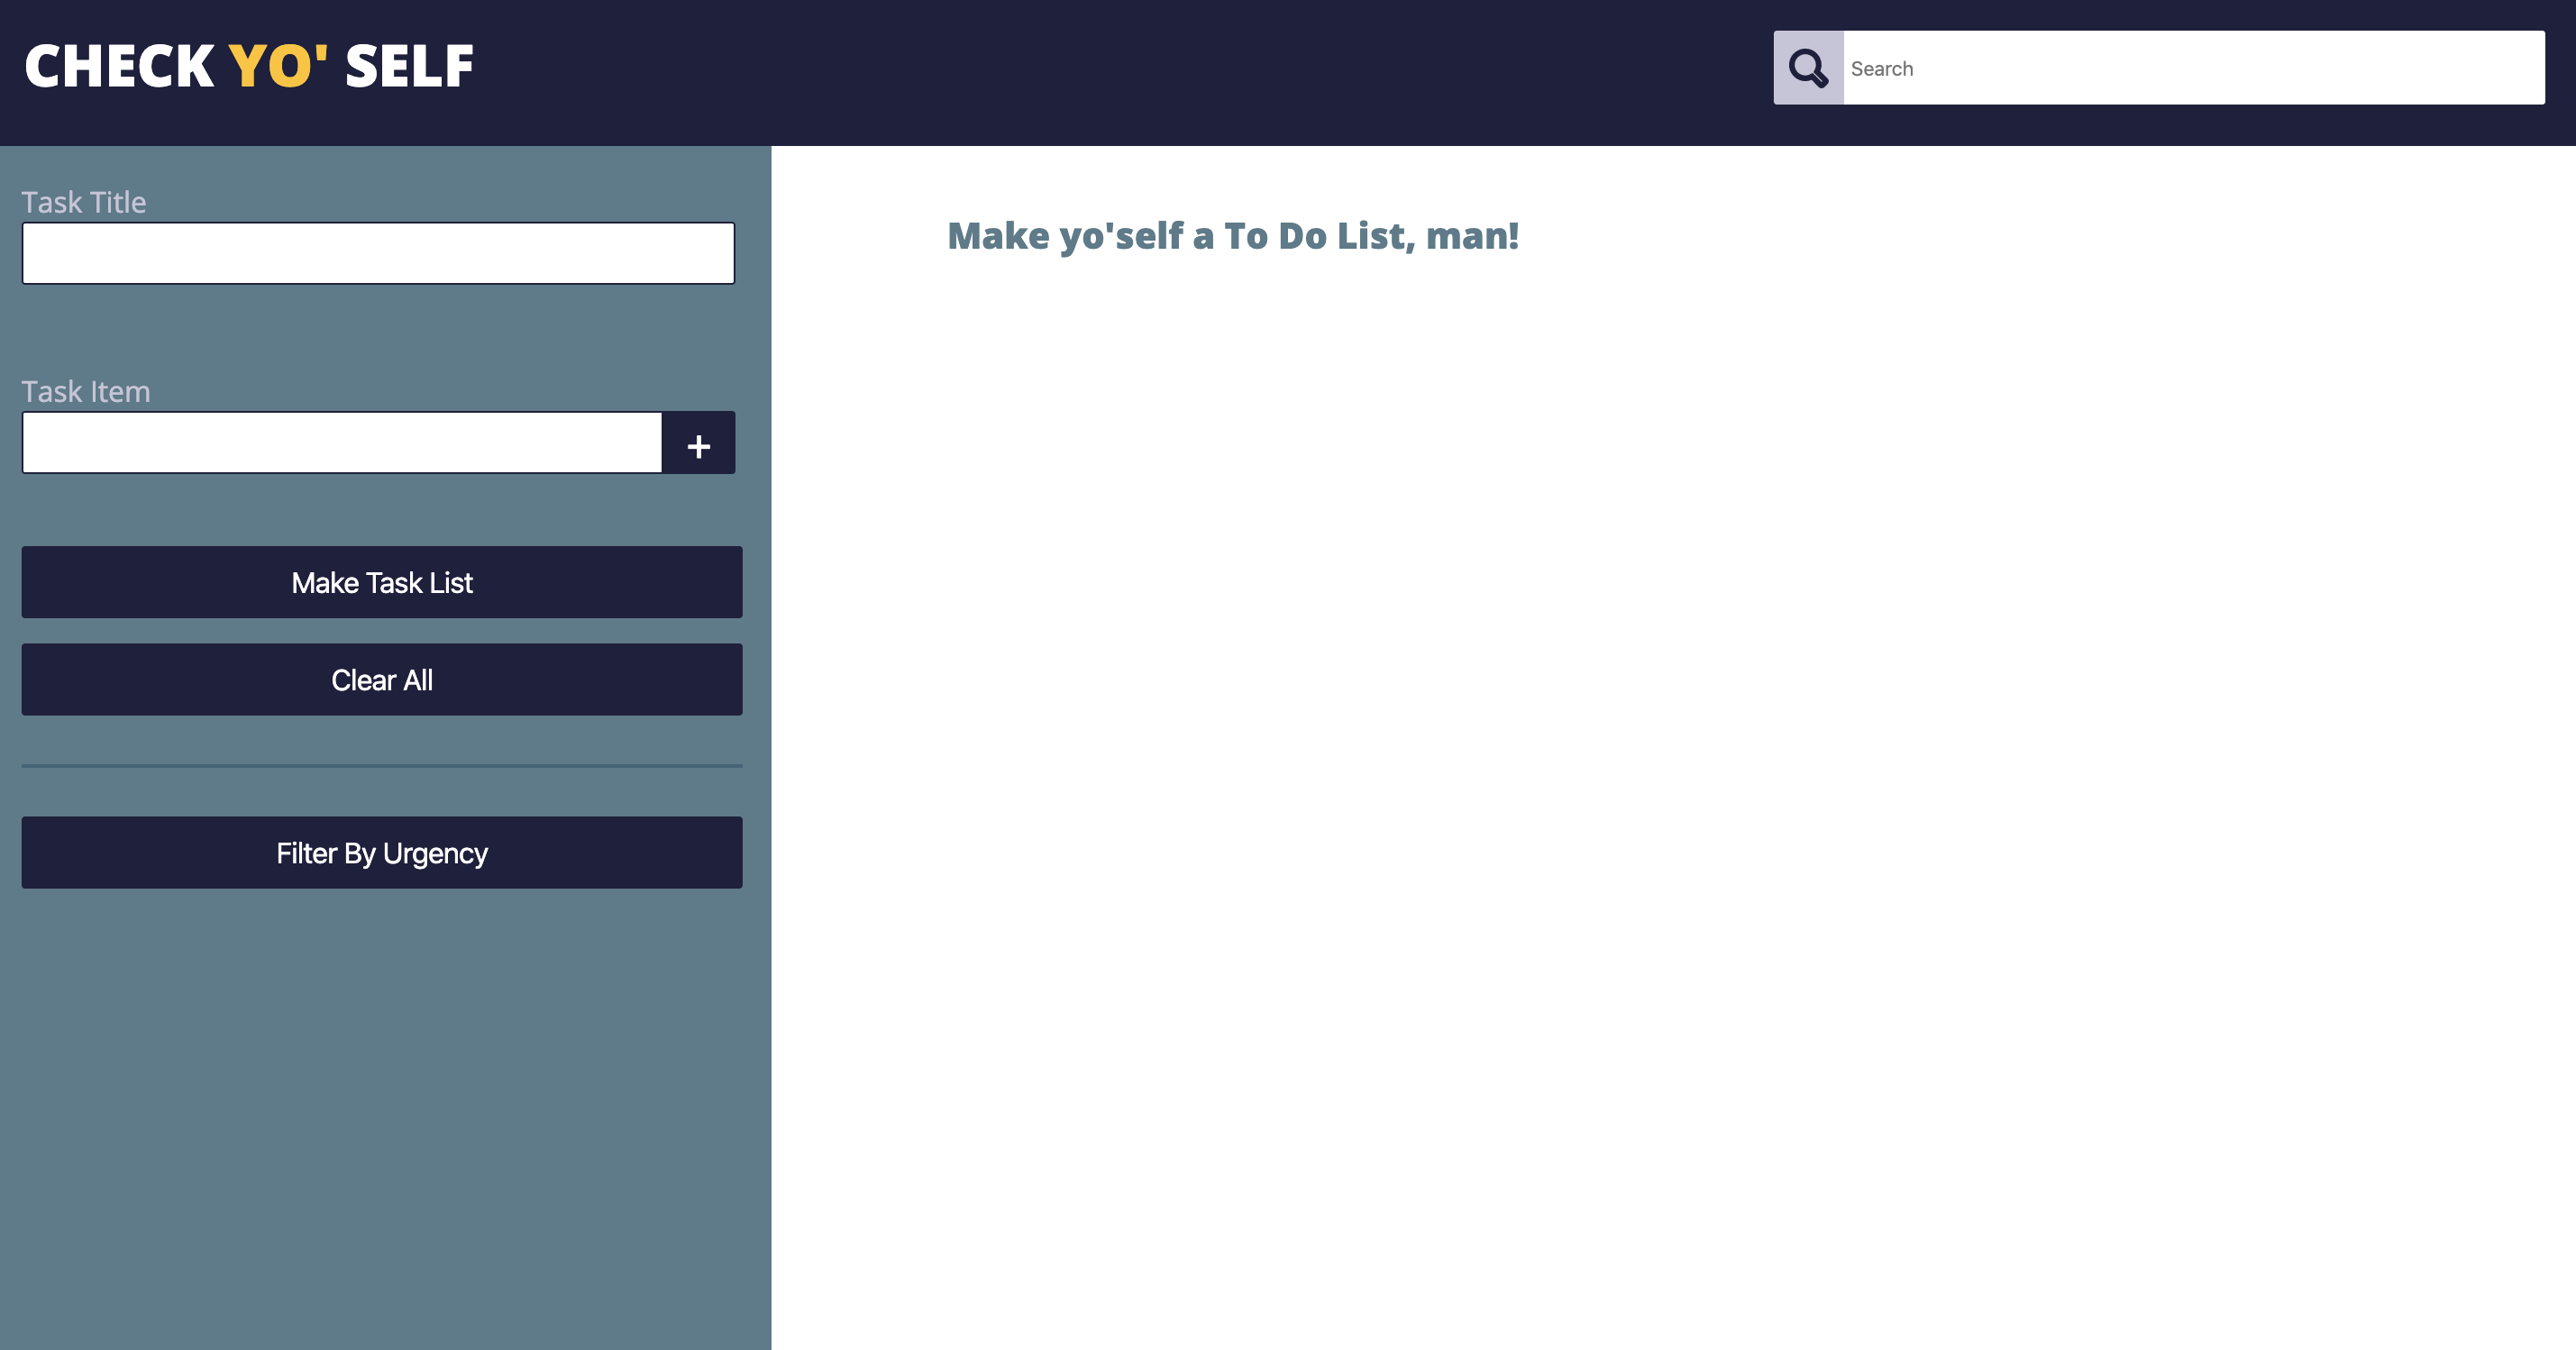 CHECK YO' SELF
Search
Task Title
Task Item
+
Make Task List
Clear All
Filter By Urgency
Make yo'self a To Do List, man!